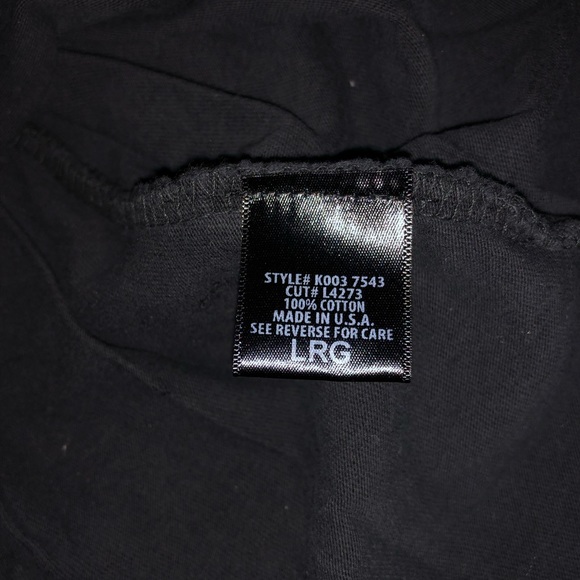 STYLE# K003 7543
CUT# L4273
100% COTTON
MADE IN U.S.A.
SEE REVERSE FOR CARE
LRG